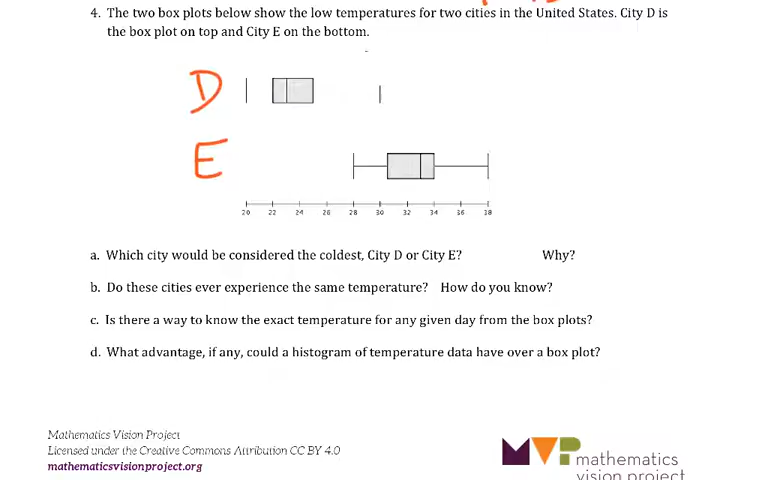 4. The two box plots below show the low temperatures for two cities in the United States. City D is
the box plot on top and City E on the bottom.
D
E
20 22 24 26 28 30 32 34 36 38
a. Which city would be considered the coldest, City D or City E? Why?
b. Do these cities ever experience the same temperature? How do you know?
c. Is there a way to know the exact temperature for any given day from the box plots?
d. What advantage, if any, could a histogram of temperature data have over a box plot?
Mathematics Vision Project
Licensed under the Creative Commons Attribution CC BY 4.0
mathematicsvisionproject.org
MVP
mathematics
vision project